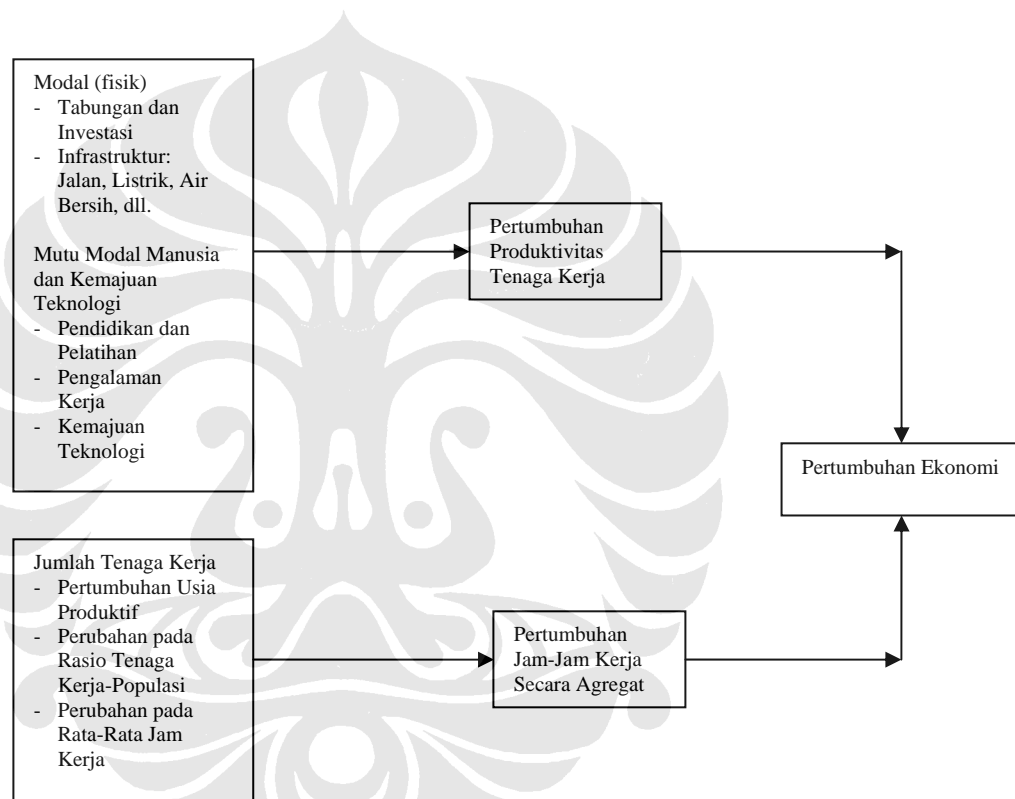 Modal (fisik)
- Tabungan dan
Investasi
- Infrastruktur:
Jalan, Listrik, Air
Bersih, dll.
Mutu Modal Manusia
dan Kemajuan
Teknologi
- Pendidikan dan
Pelatihan
- Pengalaman
Kerja
- Kemajuan
Teknologi
Pertumbuhan
Produktivitas
Tenaga Kerja
Pertumbuhan Ekonomi
Jumlah Tenaga Kerja
- Pertumbuhan Usia
Produktif
- Perubahan pada
Rasio Tenaga
Kerja-Populasi
- Perubahan pada
Rata-Rata Jam
Kerja
Pertumbuhan
Jam-Jam Kerja
Secara Agregat